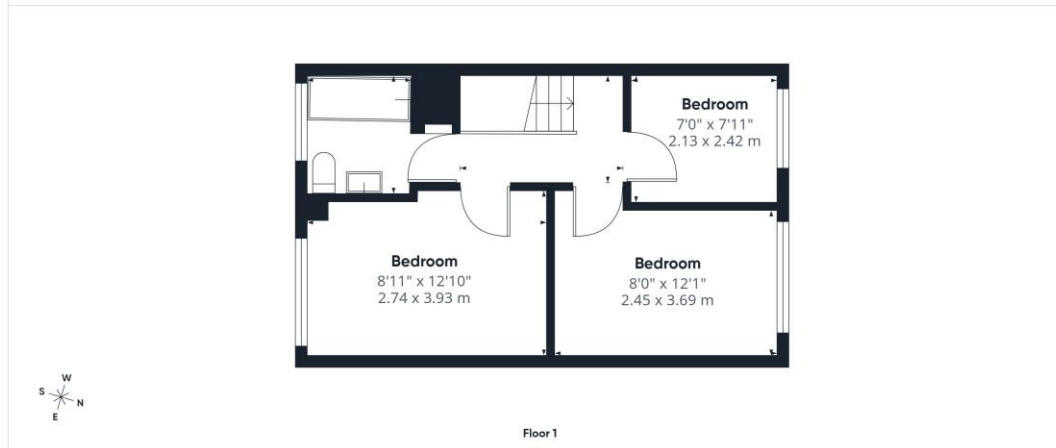 Bedroom
7'0" x 7'11"
2.13 x 2.42 m
Bedroom
8'11" x 12'10"
2.74 x 3.93 m
Bedroom
8'0" x 12'1"
2.45 x 3.69 m
W
S
N
E
Floor 1